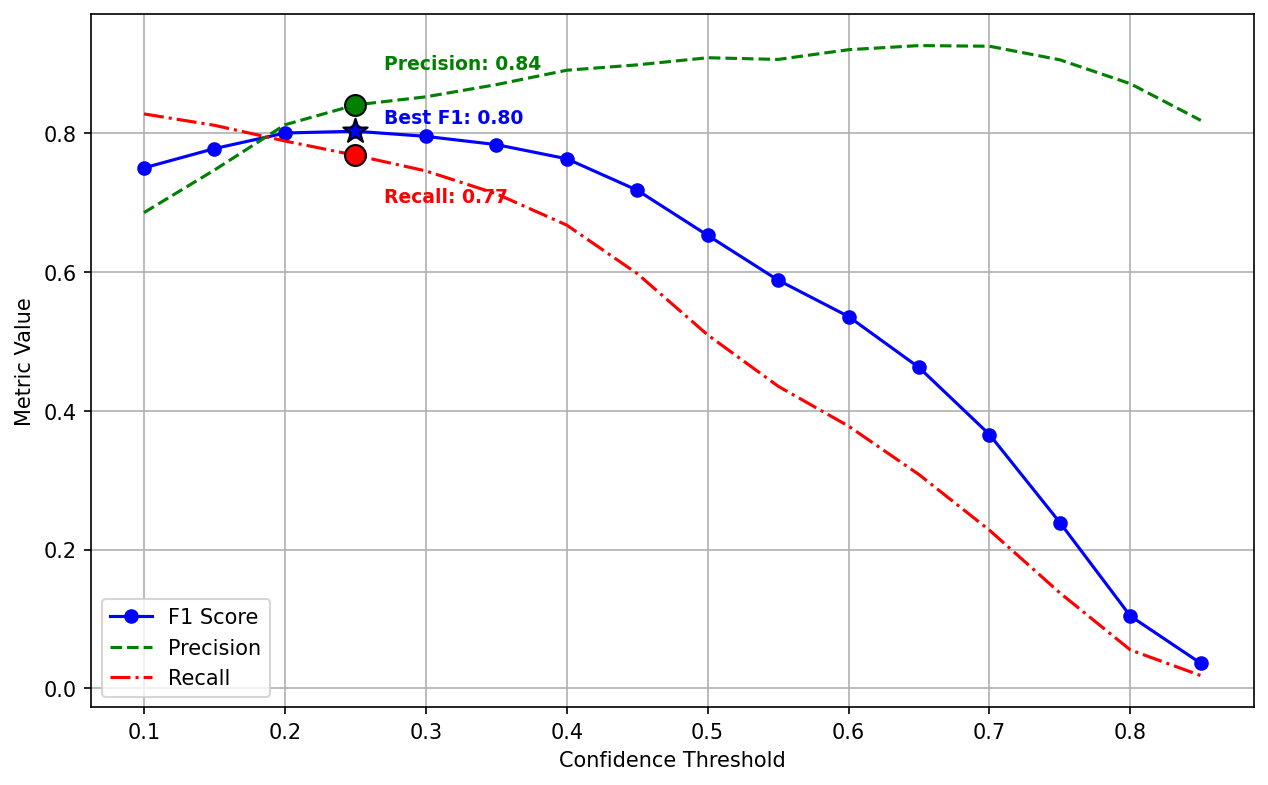 Precision: 0.84
Best F1: 0.80
Recall: 0.77
0.8
0.6
0.4
0.2
0.0
Metric Value
F1 Score
Precision
Recall
0.1 0.2 0.3 0.4 0.5 0.6 0.7 0.8
Confidence Threshold